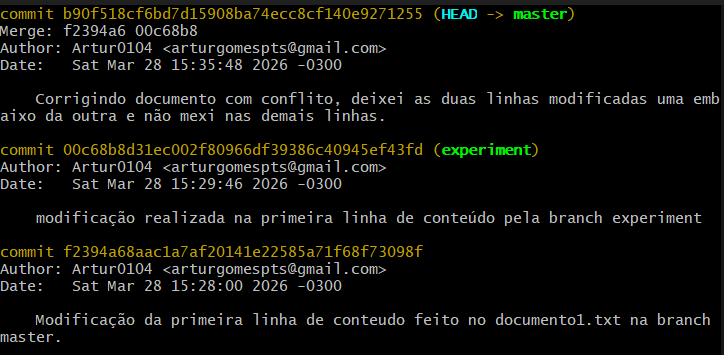 commit b90f518cf6bd7d15908ba74ecc8cf140e9271255 (HEAD -> master)
Merge: f2394a6 00c68b8
Author: Artur0104 <arturgomespts@gmail.com>
Date:   Sat Mar 28 15:35:48 2026 -0300
    Corrigindo documento com conflito, deixei as duas linhas modificadas uma emb
aixo da outra e não mexi nas demais linhas.
commit 00c68b8d31ec002f80966df39386c40945ef43fd (experiment)
Author: Artur0104 <arturgomespts@gmail.com>
Date:   Sat Mar 28 15:29:46 2026 -0300
    modificação realizada na primeira linha de conteúdo pela branch experiment
commit f2394a68aac1a7af20141e22585a71f68f73098f
Author: Artur0104 <arturgomespts@gmail.com>
Date:   Sat Mar 28 15:28:00 2026 -0300
    Modificação da primeira linha de conteudo feito no documento1.txt na branch
master.